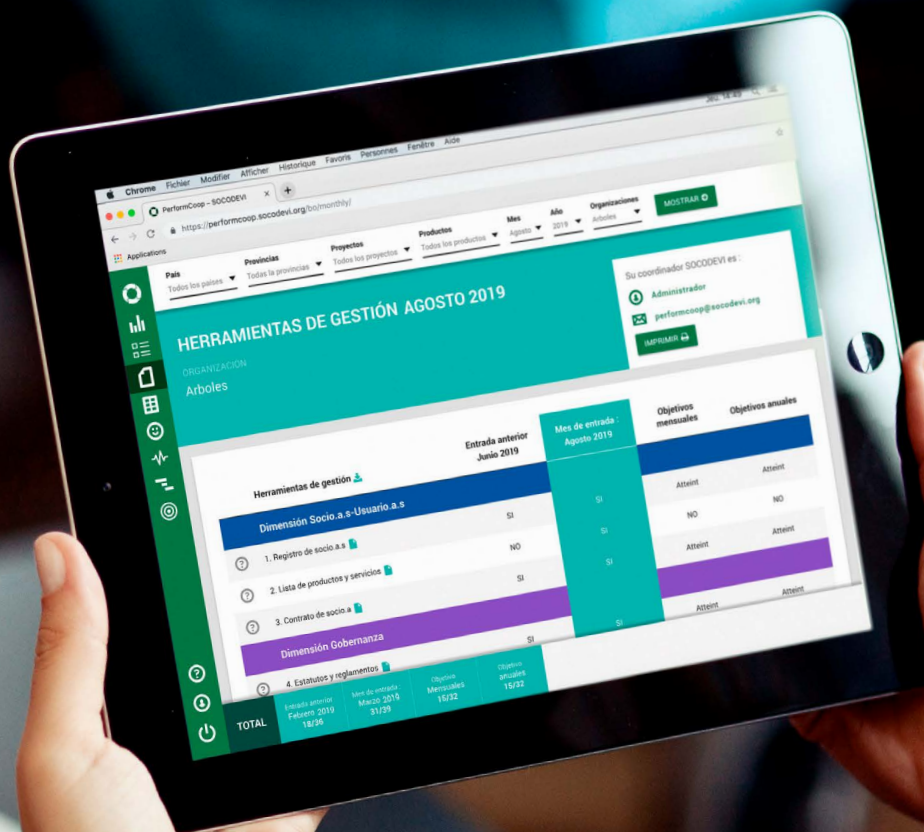 Jeu. 14:49
Chrome Fichier Modifier Afficher Historique Favoris Personnes Fenêtre Aide
PerformCoop – SOCODEVI
https://performcoop.socodevi.org/bo/monthly/
Applications
País Provincias Proyectos Productos Mes Año Organizaciones
Todos los países Todas la provincias Todos los proyectos Todos los productos Agosto 2019 Arboles MOSTRAR
HERRAMIENTAS DE GESTIÓN AGOSTO 2019
ORGANIZACIÓN
Arboles
Su coordinador SOCODEVI es :
Administrador
performcoop@socodevi.org
IMPRIMIR
Herramientas de gestión
Entrada anterior
Junio 2019
Mes de entrada :
Agosto 2019
Objetivos
mensuales
Objetivos anuales
Dimensión Socio.a.s-Usuario.a.s
1. Registro de socio.a.s SI SI Atteint Atteint
2. Lista de productos y servicios NO SI NO NO
3. Contrato de socio.a SI SI Atteint Atteint
Dimensión Gobernanza
4. Estatutos y reglamentos SI SI Atteint Atteint
TOTAL
Entrada anterior
Febrero 2019
18/36
Mes de entrada :
Marzo 2019
31/39
Objetivo
Mensuales
15/32
Objetivo
anuales
15/32